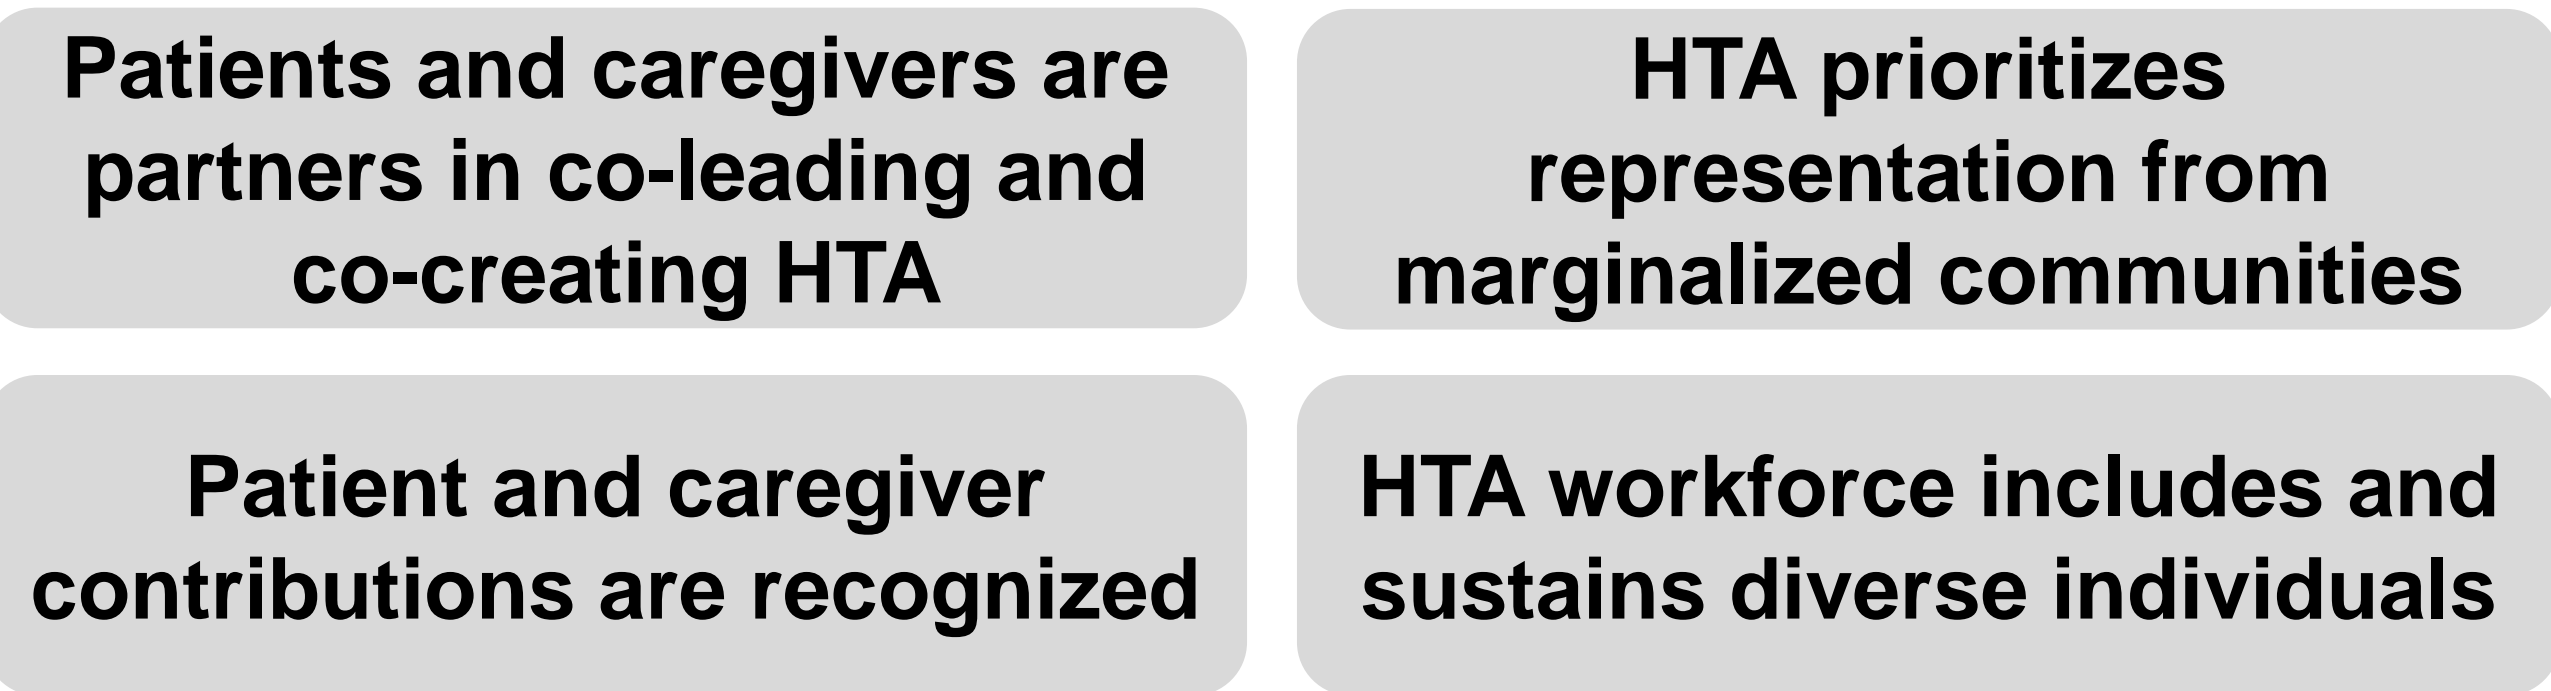 Patients and caregivers are
partners in co-leading and
co-creating HTA
HTA prioritizes
representation from
marginalized communities
Patient and caregiver
contributions are recognized
HTA workforce includes and
sustains diverse individuals